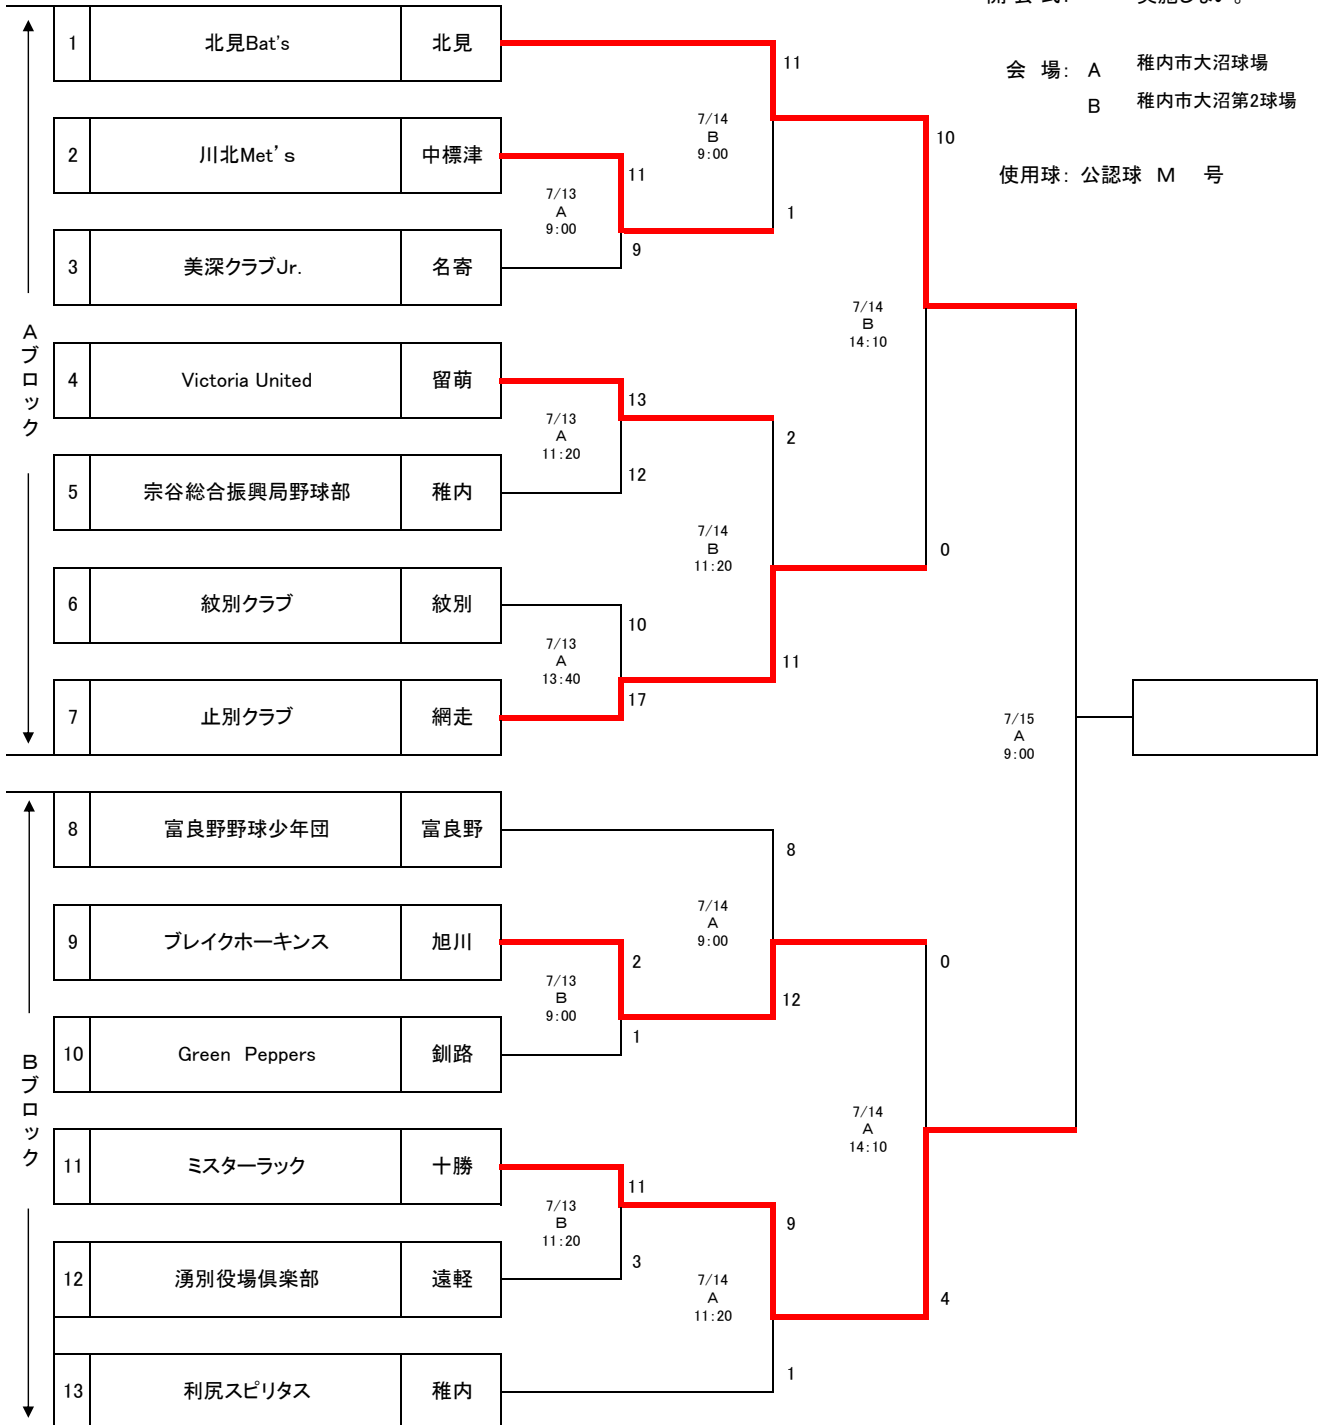 会 場: A 稚内市大沼球場
B 稚内市大沼第2球場
使用球: 公認球 M 号
Aブロック
1 北見Bat's 北見
2 川北Met's 中標津
3 美深クラブJr. 名寄
4 Victoria United 留萌
5 宗谷総合振興局野球部 稚内
6 紋別クラブ 紋別
7 止別クラブ 網走
Bブロック
8 富良野野球少年団 富良野
9 ブレイクホーキンス 旭川
10 Green Peppers 釧路
11 ミスターラック 十勝
12 湧別役場倶楽部 遠軽
13 利尻スピリタス 稚内
7/13
A
9:00
11
9
7/13
A
11:20
13
12
7/13
A
13:40
10
17
7/13
B
9:00
2
1
7/13
B
11:20
11
3
7/14
B
9:00
11
1
7/14
B
11:20
2
11
7/14
A
9:00
8
12
7/14
A
11:20
9
1
7/14
B
14:10
10
0
7/14
A
14:10
0
4
7/15
A
9:00